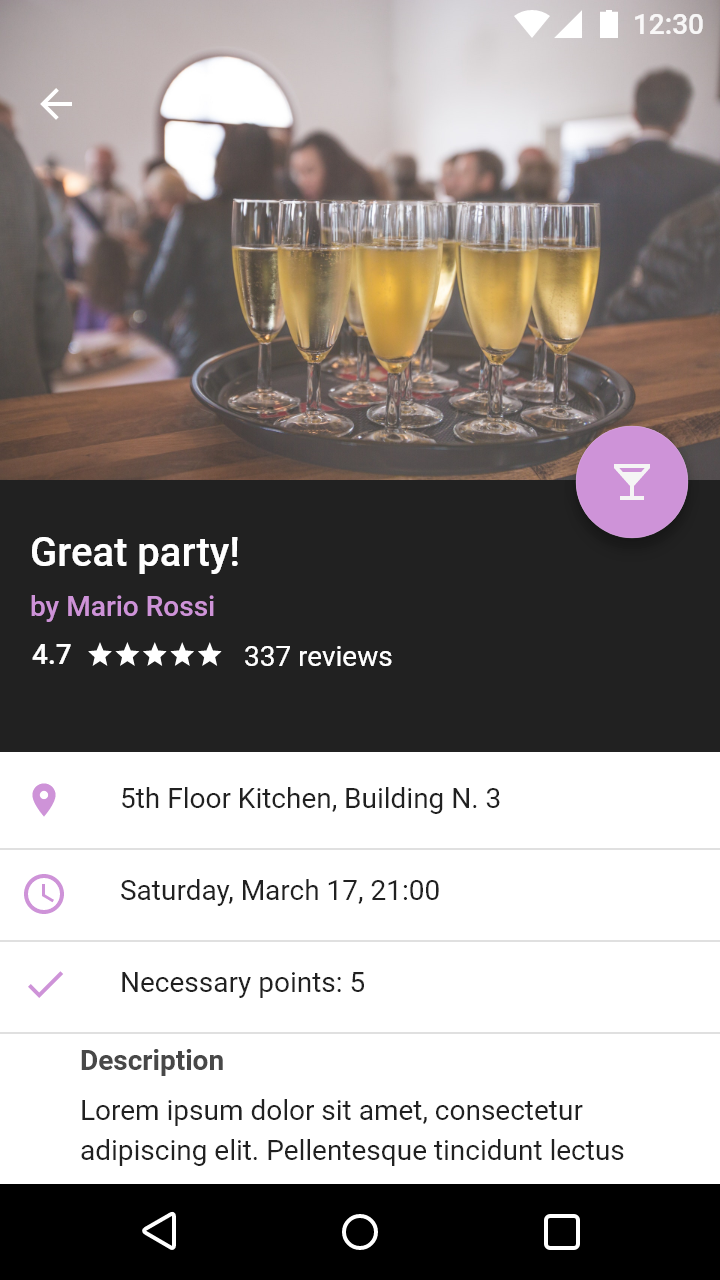 12:30
Great party!
by Mario Rossi
4.7 337 reviews
5th Floor Kitchen, Building N. 3
Saturday, March 17, 21:00
Necessary points: 5
Description
Lorem ipsum dolor sit amet, consectetur
adipiscing elit. Pellentesque tincidunt lectus